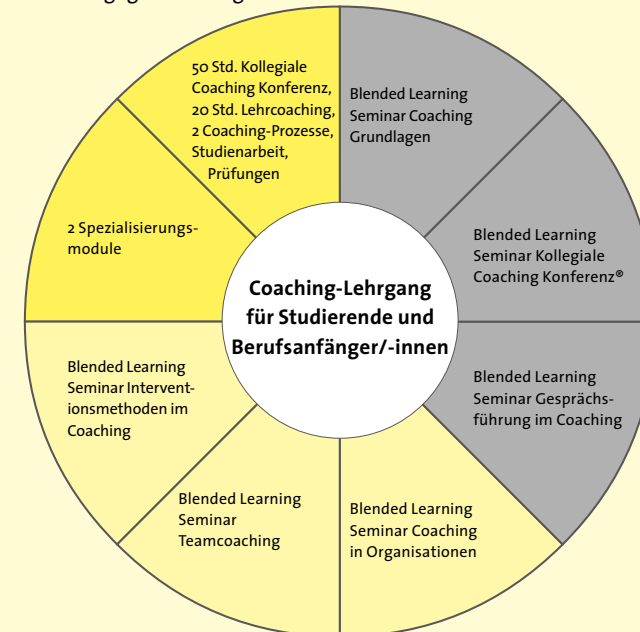 50 Std. Kollegiale
Coaching Konferenz,
20 Std. Lehrcoaching,
2 Coaching-Prozesse,
Studienarbeit,
Prüfungen
Blended Learning
Seminar Coaching
Grundlagen
Blended Learning
Seminar Kollegiale
Coaching Konferenz®
Blended Learning
Seminar Gesprächs-
führung im Coaching
Blended Learning
Seminar Coaching
in Organisationen
Blended Learning
Seminar
Teamcoaching
Blended Learning
Seminar Intervent-
ionsmethoden im
Coaching
2 Spezialisierungs-
module
Coaching-Lehrgang
für Studierende und
Berufsanfänger/-innen